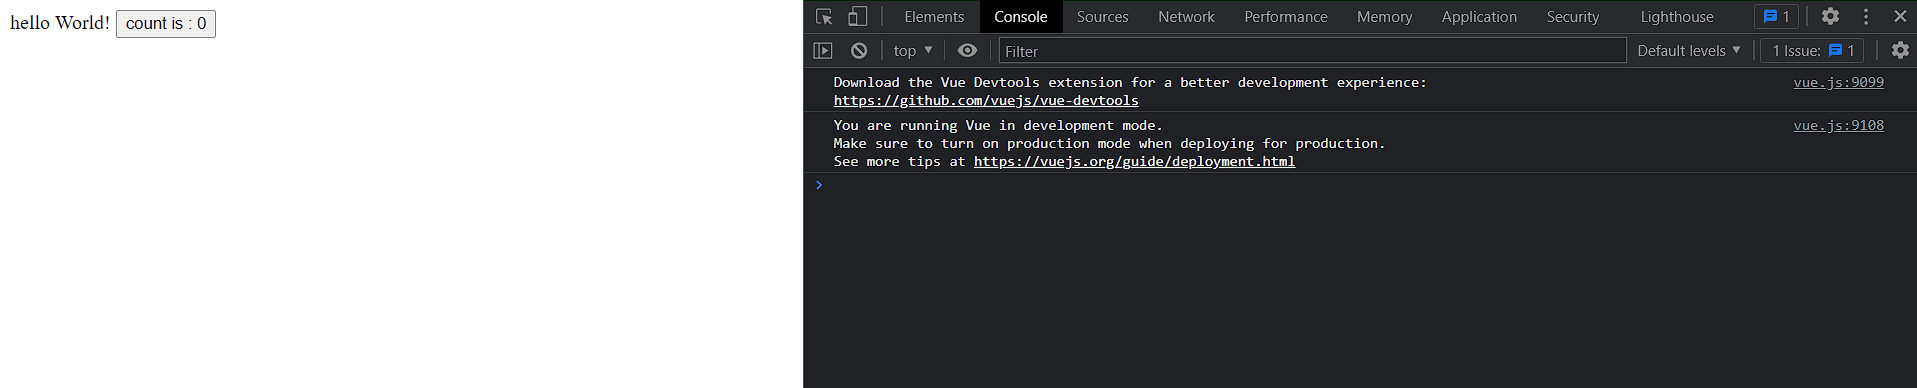 hello World! count is : 0
Elements Console Sources Network Performance Memory Application Security Lighthouse 1
top Filter Default levels 1 Issue: 1
Download the Vue Devtools extension for a better development experience: vue.js:9099
https://github.com/vuejs/vue-devtools
You are running Vue in development mode. vue.js:9108
Make sure to turn on production mode when deploying for production.
See more tips at https://vuejs.org/guide/deployment.html